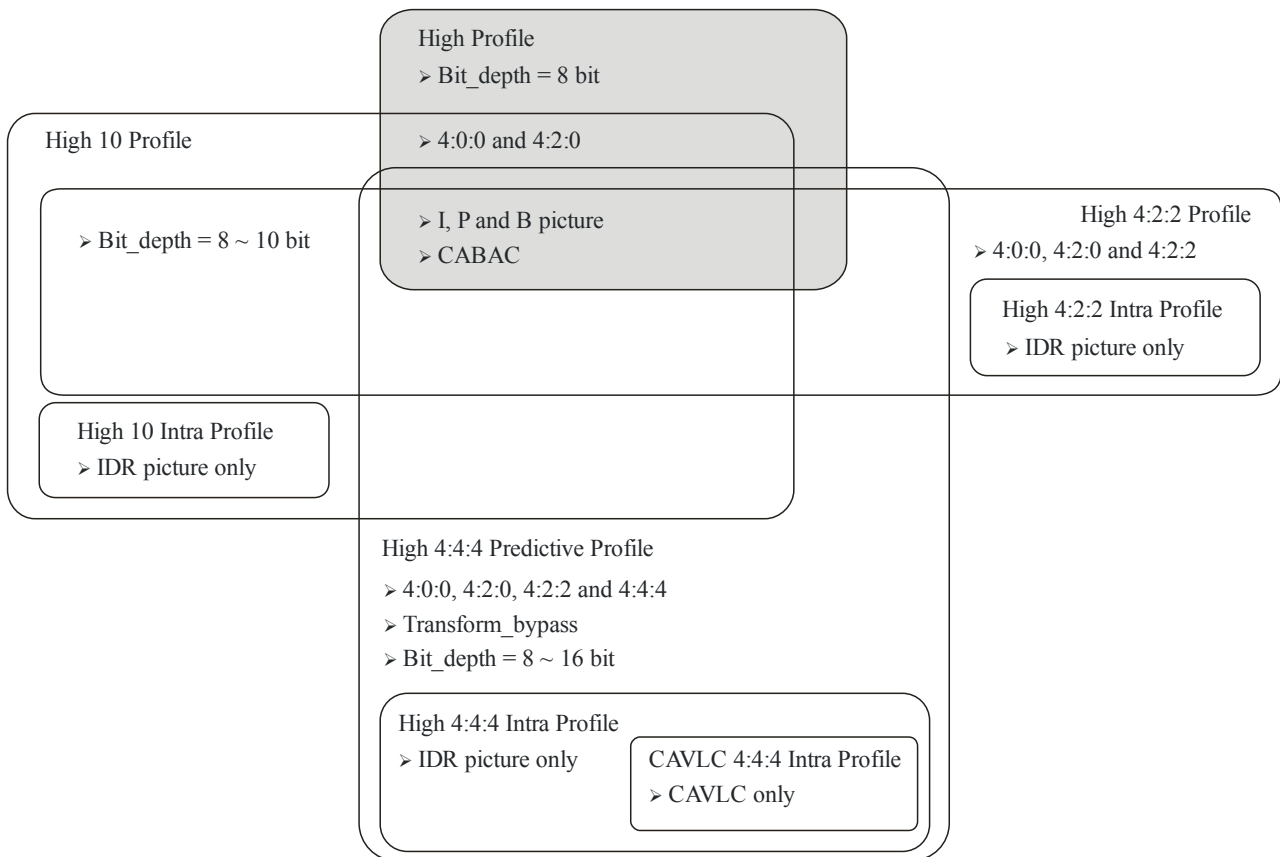 High Profile
➢ Bit_depth = 8 bit
High 10 Profile
➢ 4:0:0 and 4:2:0
➢ I, P and B picture
➢ CABAC
➢ Bit_depth = 8 ~ 10 bit
High 4:2:2 Profile
➢ 4:0:0, 4:2:0 and 4:2:2
High 4:2:2 Intra Profile
➢ IDR picture only
High 10 Intra Profile
➢ IDR picture only
High 4:4:4 Predictive Profile
➢ 4:0:0, 4:2:0, 4:2:2 and 4:4:4
➢ Transform_bypass
➢ Bit_depth = 8 ~ 16 bit
High 4:4:4 Intra Profile
➢ IDR picture only
CAVLC 4:4:4 Intra Profile
➢ CAVLC only